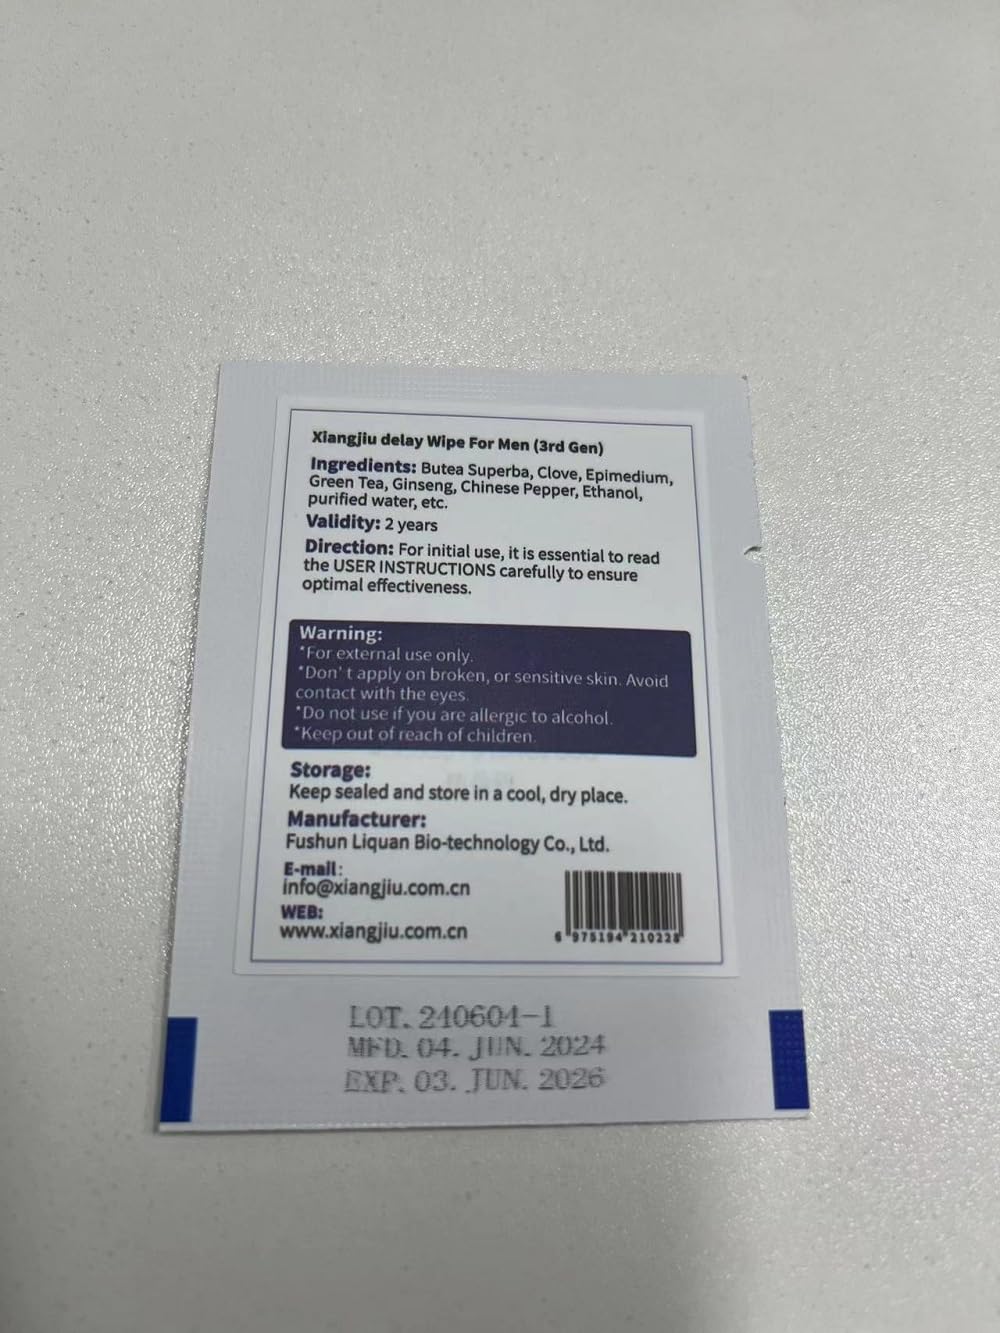 Xiangjiu delay Wipe For Men (3rd Gen)
Ingredients: Butea Superba, Clove, Epimedium,
Green Tea, Ginseng, Chinese Pepper, Ethanol,
purified water, etc.
Validity: 2 years
Direction: For initial use, it is essential to read
the USER INSTRUCTIONS carefully to ensure
optimal effectiveness.
Warning:
*For external use only.
*Don't apply on broken, or sensitive skin. Avoid
contact with the eyes.
*Do not use if you are allergic to alcohol.
*Keep out of reach of children.
Storage:
Keep sealed and store in a cool, dry place.
Manufacturer:
Fushun Liquan Bio-technology Co., Ltd.
E-mail:
info@xiangjiu.com.cn
WEB:
www.xiangjiu.com.cn
6 975194 210228
LOT. 240604-1
MFD. 04. JUN. 2024
EXP. 03. JUN. 2026